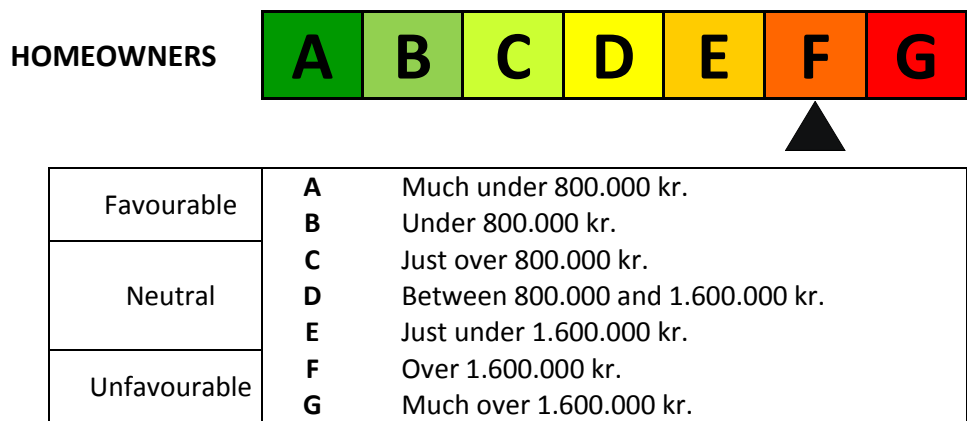 HOMEOWNERS A B C D E F G
Favourable
A Much under 800.000 kr.
B Under 800.000 kr.
Neutral
C Just over 800.000 kr.
D Between 800.000 and 1.600.000 kr.
E Just under 1.600.000 kr.
Unfavourable
F Over 1.600.000 kr.
G Much over 1.600.000 kr.